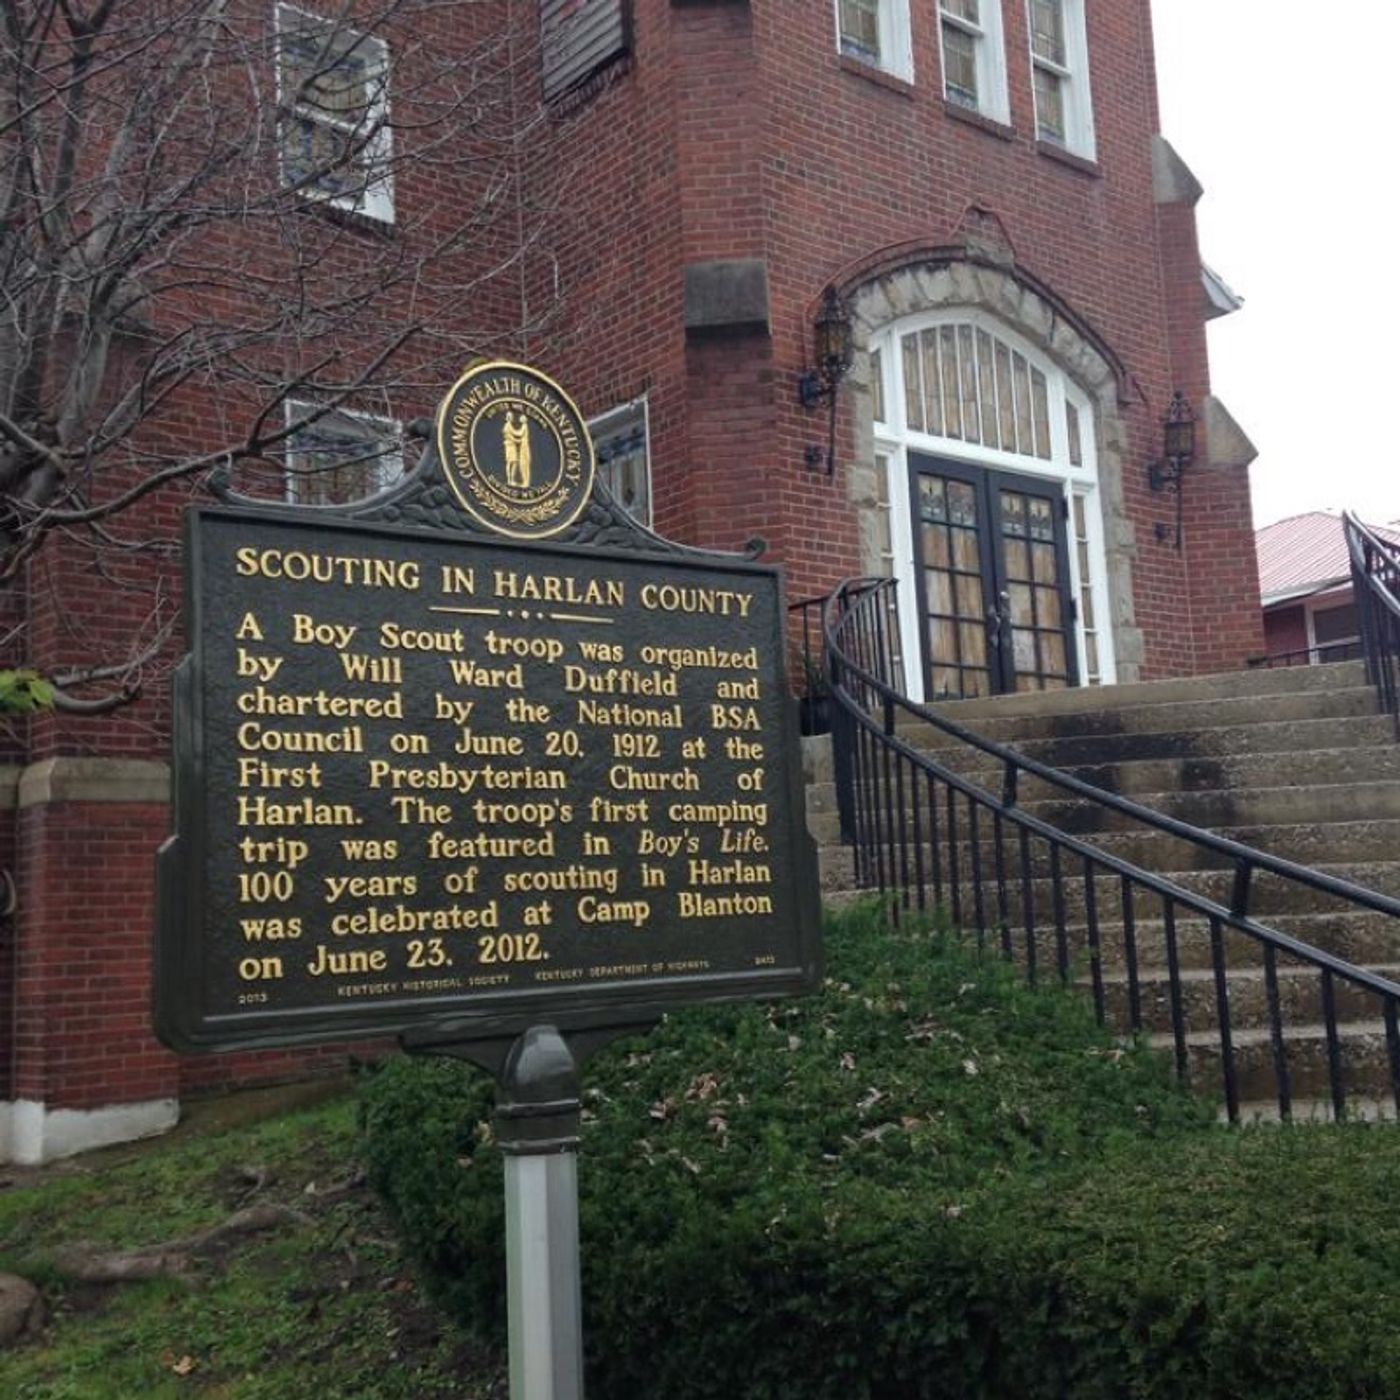 COMMONWEALTH OF KENTUCKY
SCOUTING IN HARLAN COUNTY
A Boy Scout troop was organized
by Will Ward Duffield and
chartered by the National BSA
Council on June 20, 1912 at the
First Presbyterian Church of
Harlan. The troop's first camping
trip was featured in Boy's Life.
100 years of scouting in Harlan
was celebrated at Camp Blanton
on June 23, 2012.
2013 KENTUCKY HISTORICAL SOCIETY KENTUCKY DEPARTMENT OF HIGHWAYS